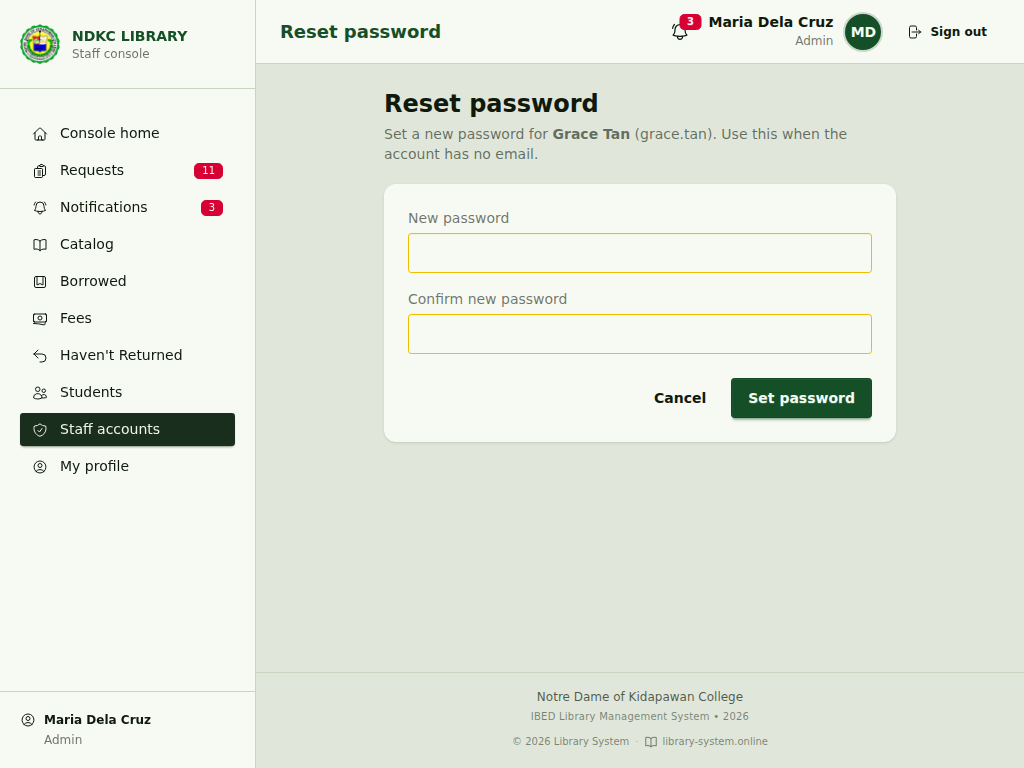 NDKC LIBRARY
Staff console
Console home
Requests 11
Notifications 3
Catalog
Borrowed
Fees
Haven't Returned
Students
Staff accounts
My profile
Maria Dela Cruz
Admin
Reset password
3
Maria Dela Cruz
Admin
MD
Sign out
Reset password
Set a new password for Grace Tan (grace.tan). Use this when the
account has no email.
New password
Confirm new password
Cancel
Set password
Notre Dame of Kidapawan College
IBED Library Management System • 2026
© 2026 Library System · library-system.online